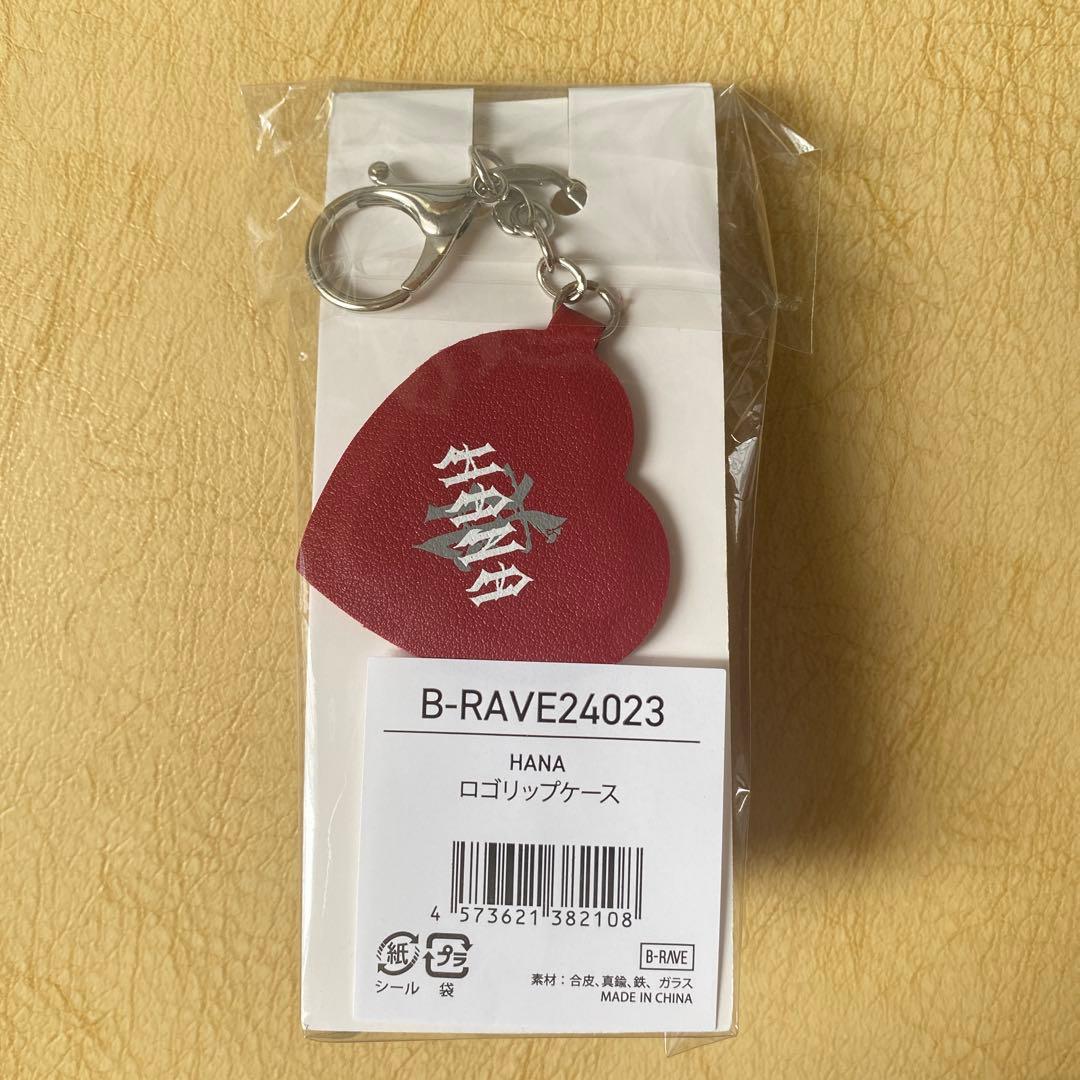 HANA
B-RAVE24023
HANA
ロゴリップケース
4 573621 382108
紙
プラ
シール
袋
B-RAVE
素材：合皮、真鍮、鉄、ガラス
MADE IN CHINA